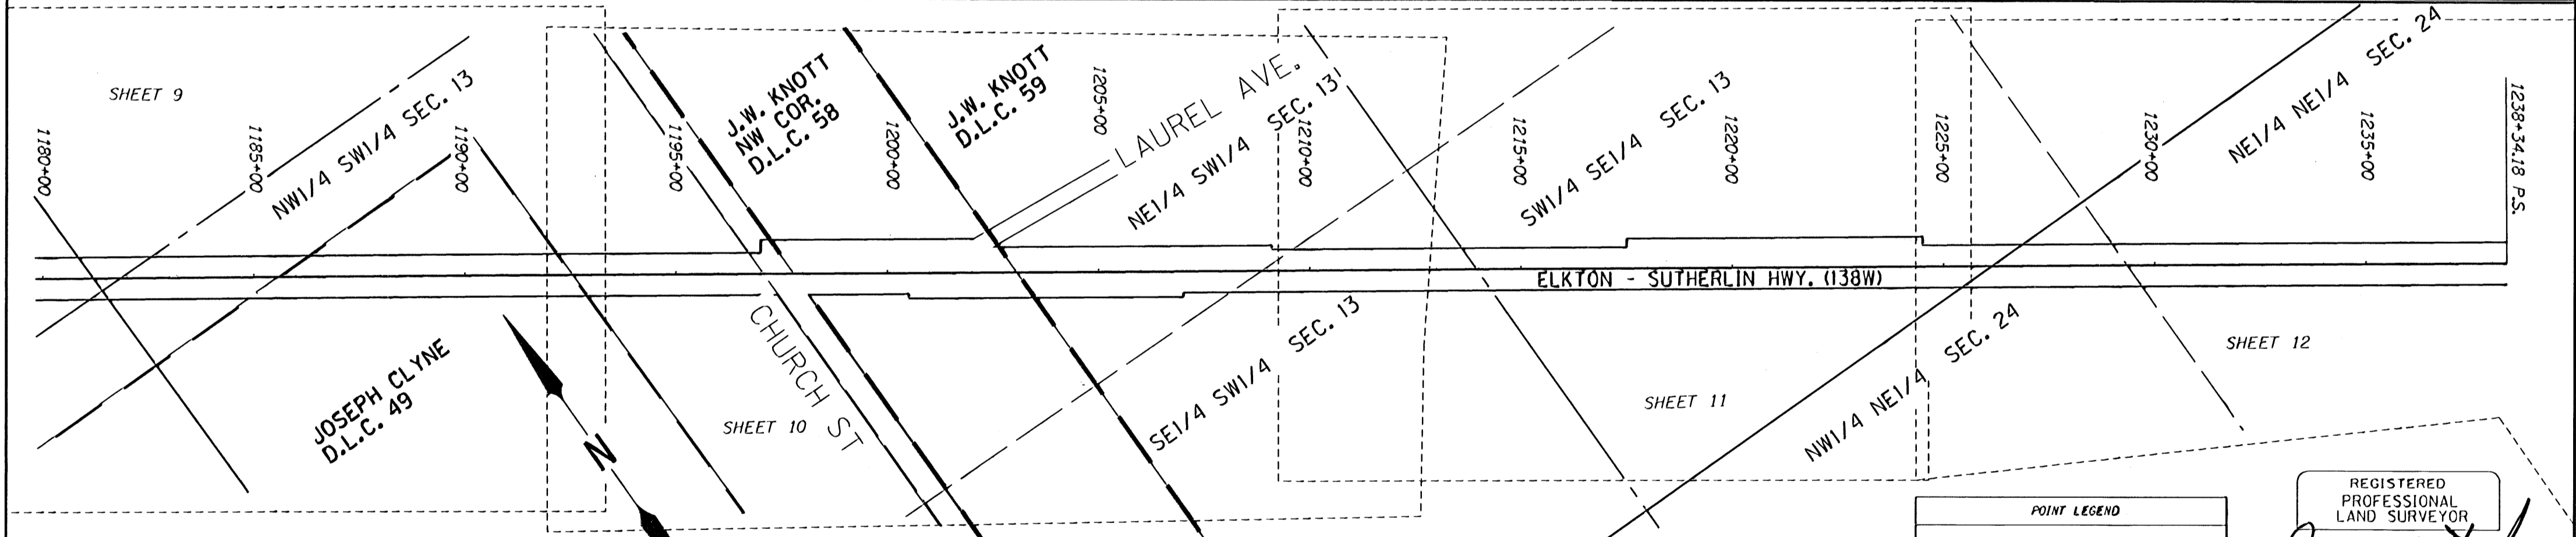 SHEET 9
1180+00
1185+00
NW1/4 SW1/4 SEC. 13
1190+00
1195+00
J.W. KNOTT
NW COR.
D.L.C. 58
1200+00
J.W. KNOTT
D.L.C. 59
1205+00
LAUREL AVE.
NE1/4 SW1/4 SEC. 13
1210+00
1215+00
SW1/4 SE1/4 SEC. 13
1220+00
1225+00
1230+00
NE1/4 NE1/4 SEC. 24
1235+00
1238+34.18 P.S.
ELKTON - SUTHERLIN HWY. (138W)
JOSEPH CLYNE
D.L.C. 49
N
CHURCH ST
SHEET 10
SE1/4 SW1/4 SEC. 13
SHEET 11
NW1/4 NE1/4 SEC. 24
SHEET 12
POINT LEGEND
REGISTERED
PROFESSIONAL
LAND SURVEYOR